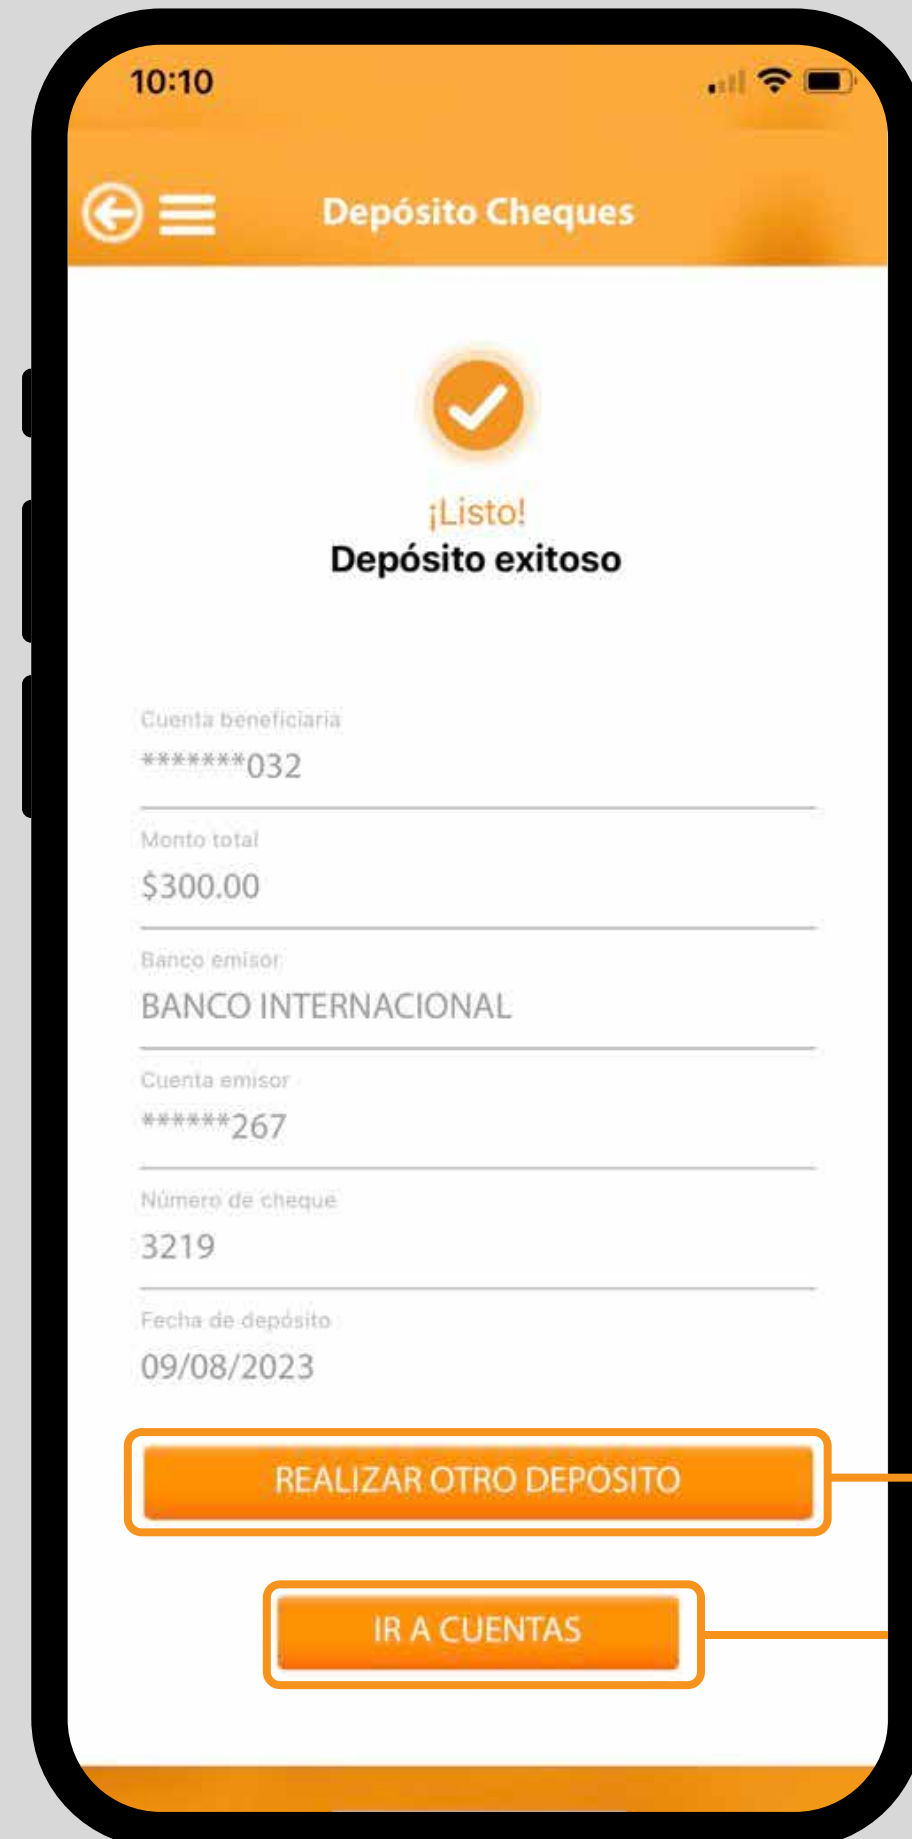 10:10
Depósito Cheques
¡Listo!
Depósito exitoso
Cuenta beneficiaria
*******032
Monto total
$300.00
Banco emisor
BANCO INTERNACIONAL
Cuenta emisor
******267
Número de cheque
3219
Fecha de depósito
09/08/2023
REALIZAR OTRO DEPOSITO
IR A CUENTAS